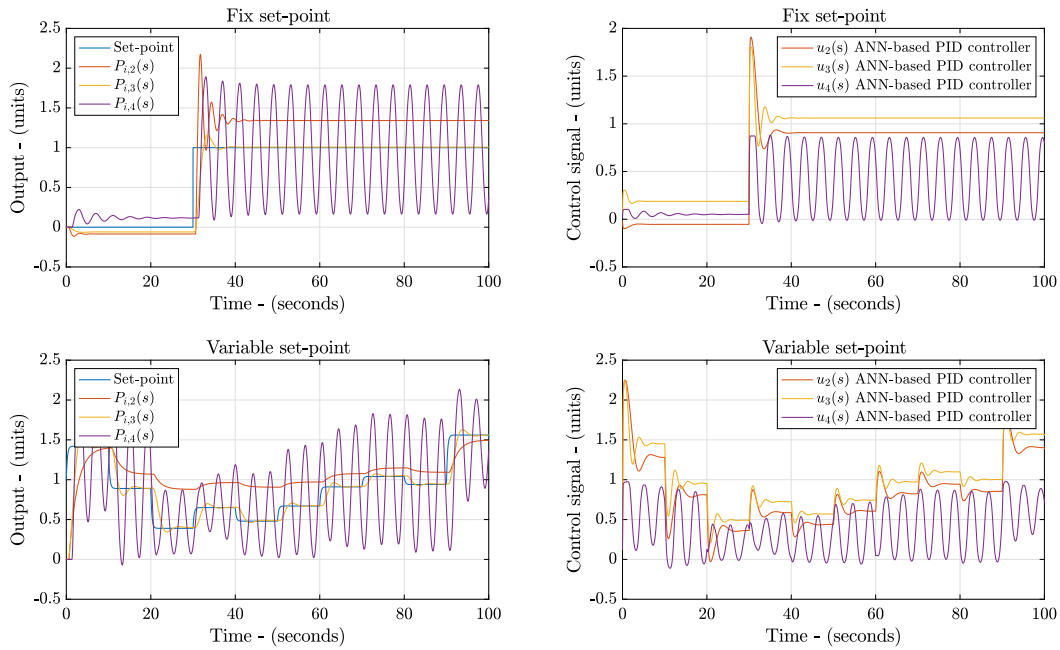 Fix set-point
Output - (units)
2.5
2
1.5
1
0.5
0
-0.5
Set-point
P_{i,2}(s)
P_{i,3}(s)
P_{i,4}(s)
0 20 40 60 80 100
Time - (seconds)
Fix set-point
Control signal - (units)
2
1.5
1
0.5
0
-0.5
u_2(s) ANN-based PID controller
u_3(s) ANN-based PID controller
u_4(s) ANN-based PID controller
0 20 40 60 80 100
Time - (seconds)
Variable set-point
Output - (units)
2.5
2
1.5
1
0.5
0
-0.5
Set-point
P_{i,2}(s)
P_{i,3}(s)
P_{i,4}(s)
0 20 40 60 80 100
Time - (seconds)
Variable set-point
Control signal - (units)
2.5
2
1.5
1
0.5
0
-0.5
u_2(s) ANN-based PID controller
u_3(s) ANN-based PID controller
u_4(s) ANN-based PID controller
0 20 40 60 80 100
Time - (seconds)